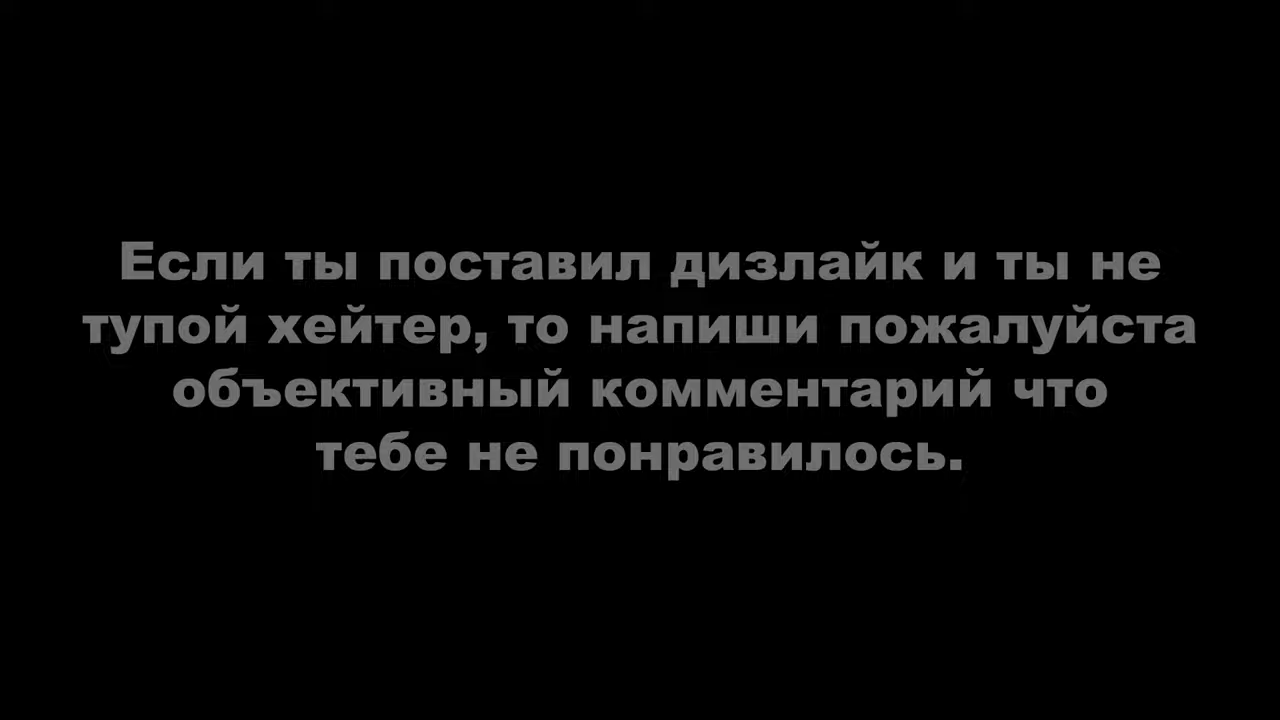 Если ты поставил дизлайк и ты не
тупой хейтер, то напиши пожалуйста
объективный комментарий что
тебе не понравилось.